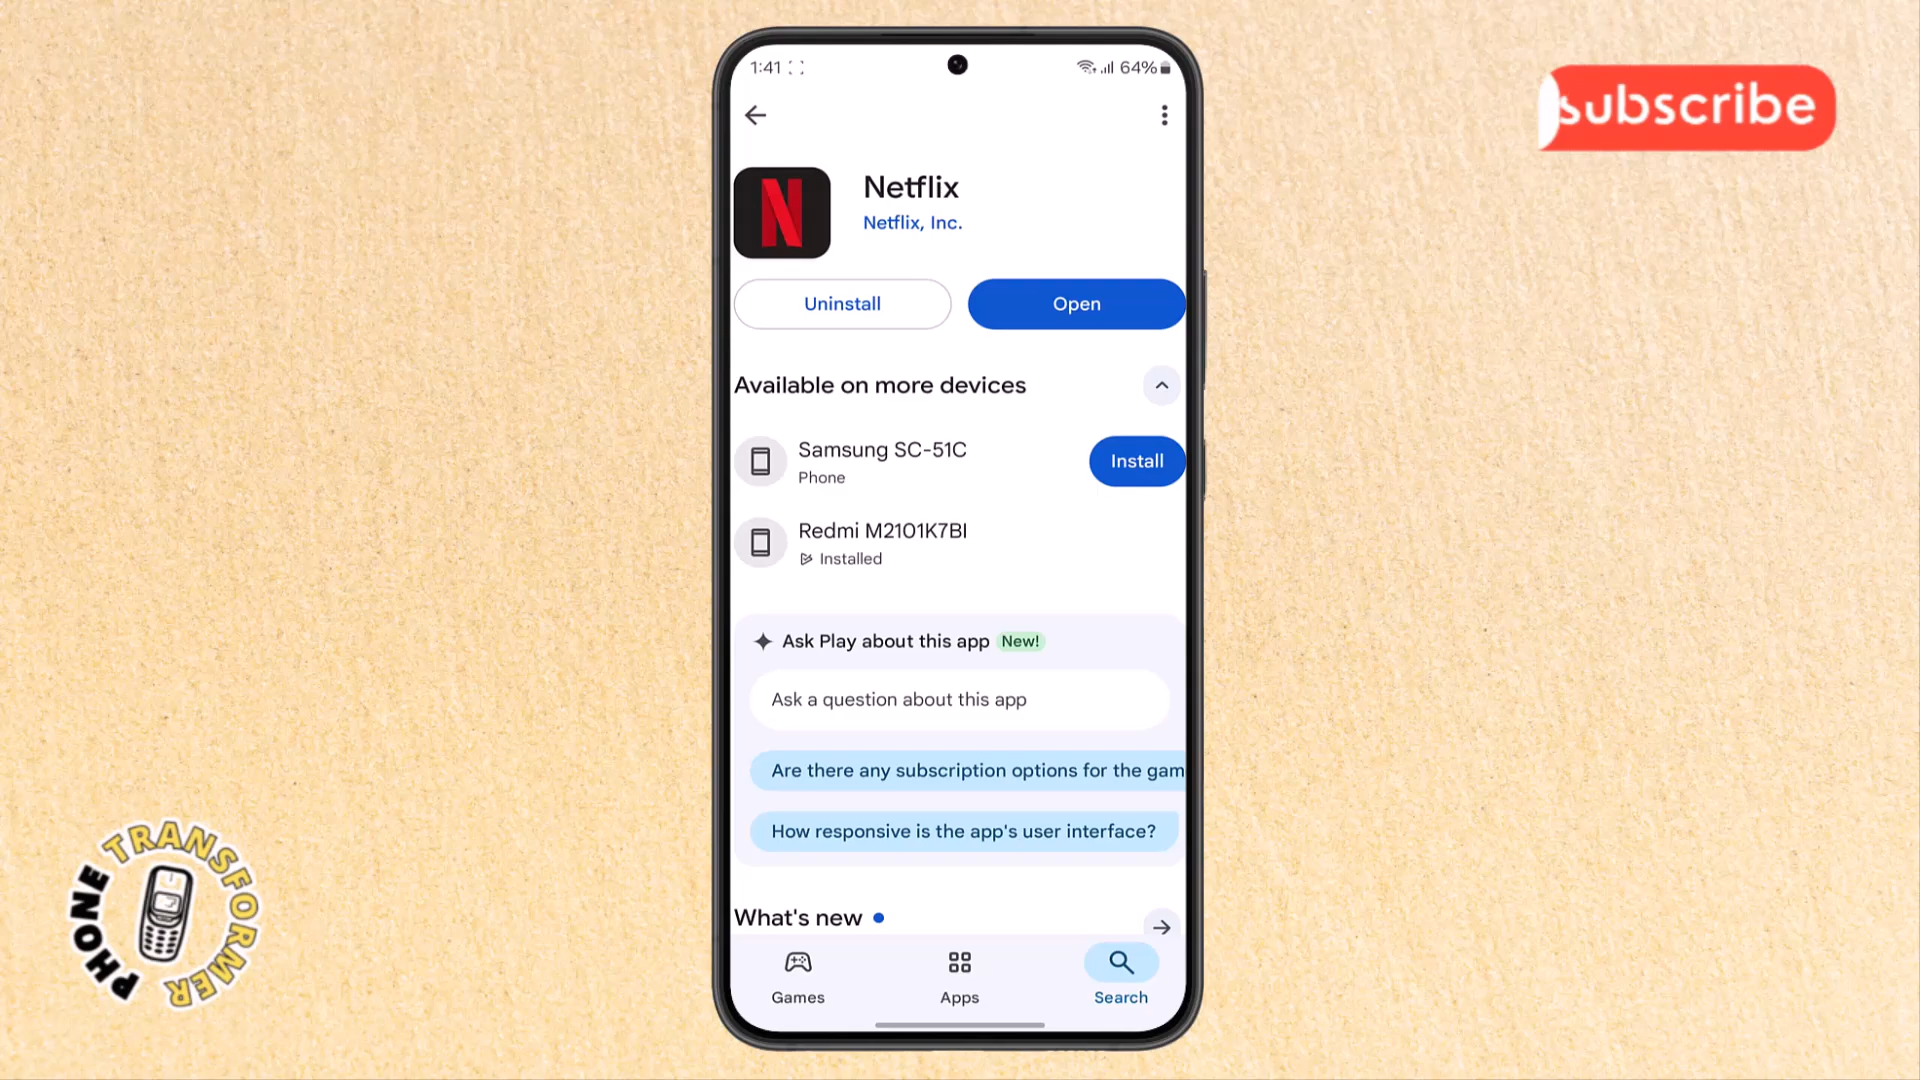 1:41
64%
subscribe
Netflix
Netflix, Inc.
Uninstall
Open
Available on more devices
Samsung SC-51C
Phone
Install
Redmi M2101K7BI
Installed
Ask Play about this app New!
Ask a question about this app
Are there any subscription options for the gam
How responsive is the app's user interface?
What's new
Games
Apps
Search
PHONE TRANSFORMER